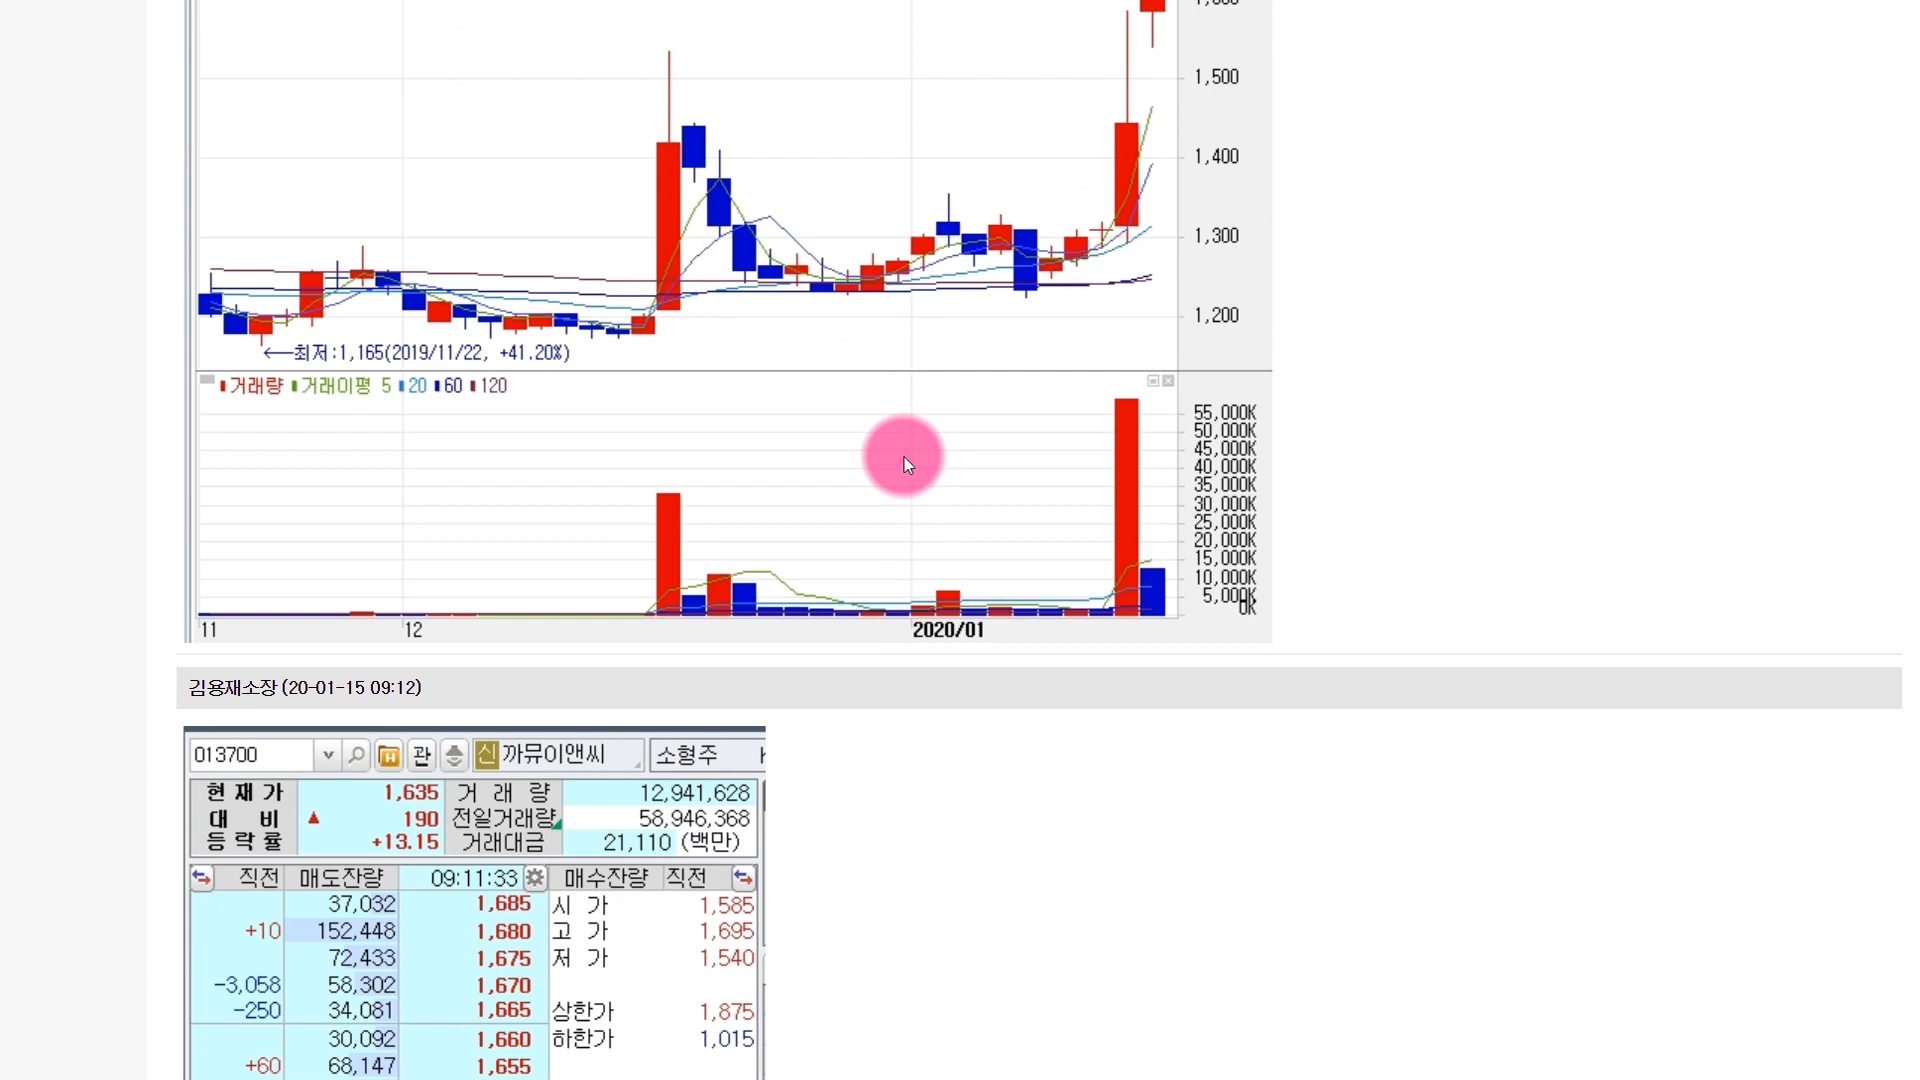 1,500
1,400
1,300
1,200
←최저:1,165(2019/11/22, +41.20%)
거래량 거래이평 5 20 60 120
55,000K
50,000K
45,000K
40,000K
35,000K
30,000K
25,000K
20,000K
15,000K
10,000K
5,000K
0K
11 12 2020/01
김용재소장 (20-01-15 09:12)
013700 관 신 까뮤이앤씨 소형주
현재가 1,635 거래량 12,941,628
대비 ▲ 190 전일거래량 58,946,368
등락률 +13.15 거래대금 21,110 (백만)
직전 매도잔량 09:11:33 매수잔량 직전
37,032 1,685 시가 1,585
+10 152,448 1,680 고가 1,695
72,433 1,675 저가 1,540
-3,058 58,302 1,670
-250 34,081 1,665 상한가 1,875
30,092 1,660 하한가 1,015
+60 68,147 1,655